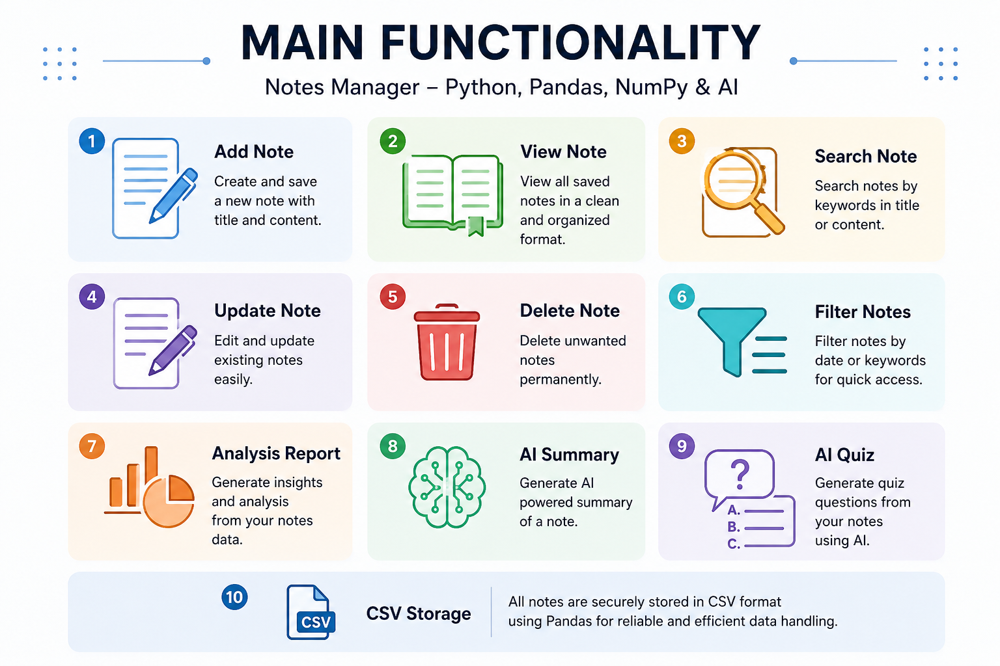 MAIN FUNCTIONALITY
Notes Manager – Python, Pandas, NumPy & AI
1
Add Note
Create and save
a new note with
title and content.
2
View Note
View all saved
notes in a clean
and organized
format.
3
Search Note
Search notes by
keywords in title
or content.
4
Update Note
Edit and update
existing notes
easily.
5
Delete Note
Delete unwanted
notes
permanently.
6
Filter Notes
Filter notes by
date or keywords
for quick access.
7
Analysis Report
Generate insights
and analysis
from your notes
data.
8
AI Summary
Generate AI
powered summary
of a note.
9
?
A.
B.
C.
AI Quiz
Generate quiz
questions from
your notes
using AI.
10
CSV
CSV Storage
All notes are securely stored in CSV format
using Pandas for reliable and efficient data handling.